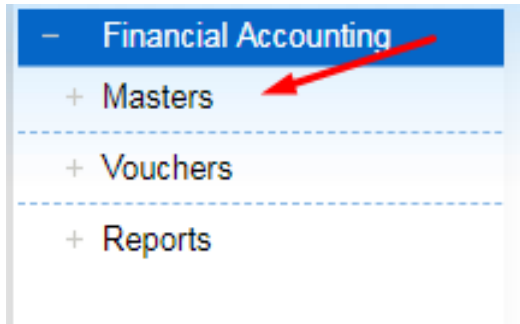 − Financial Accounting
+ Masters
+ Vouchers
+ Reports